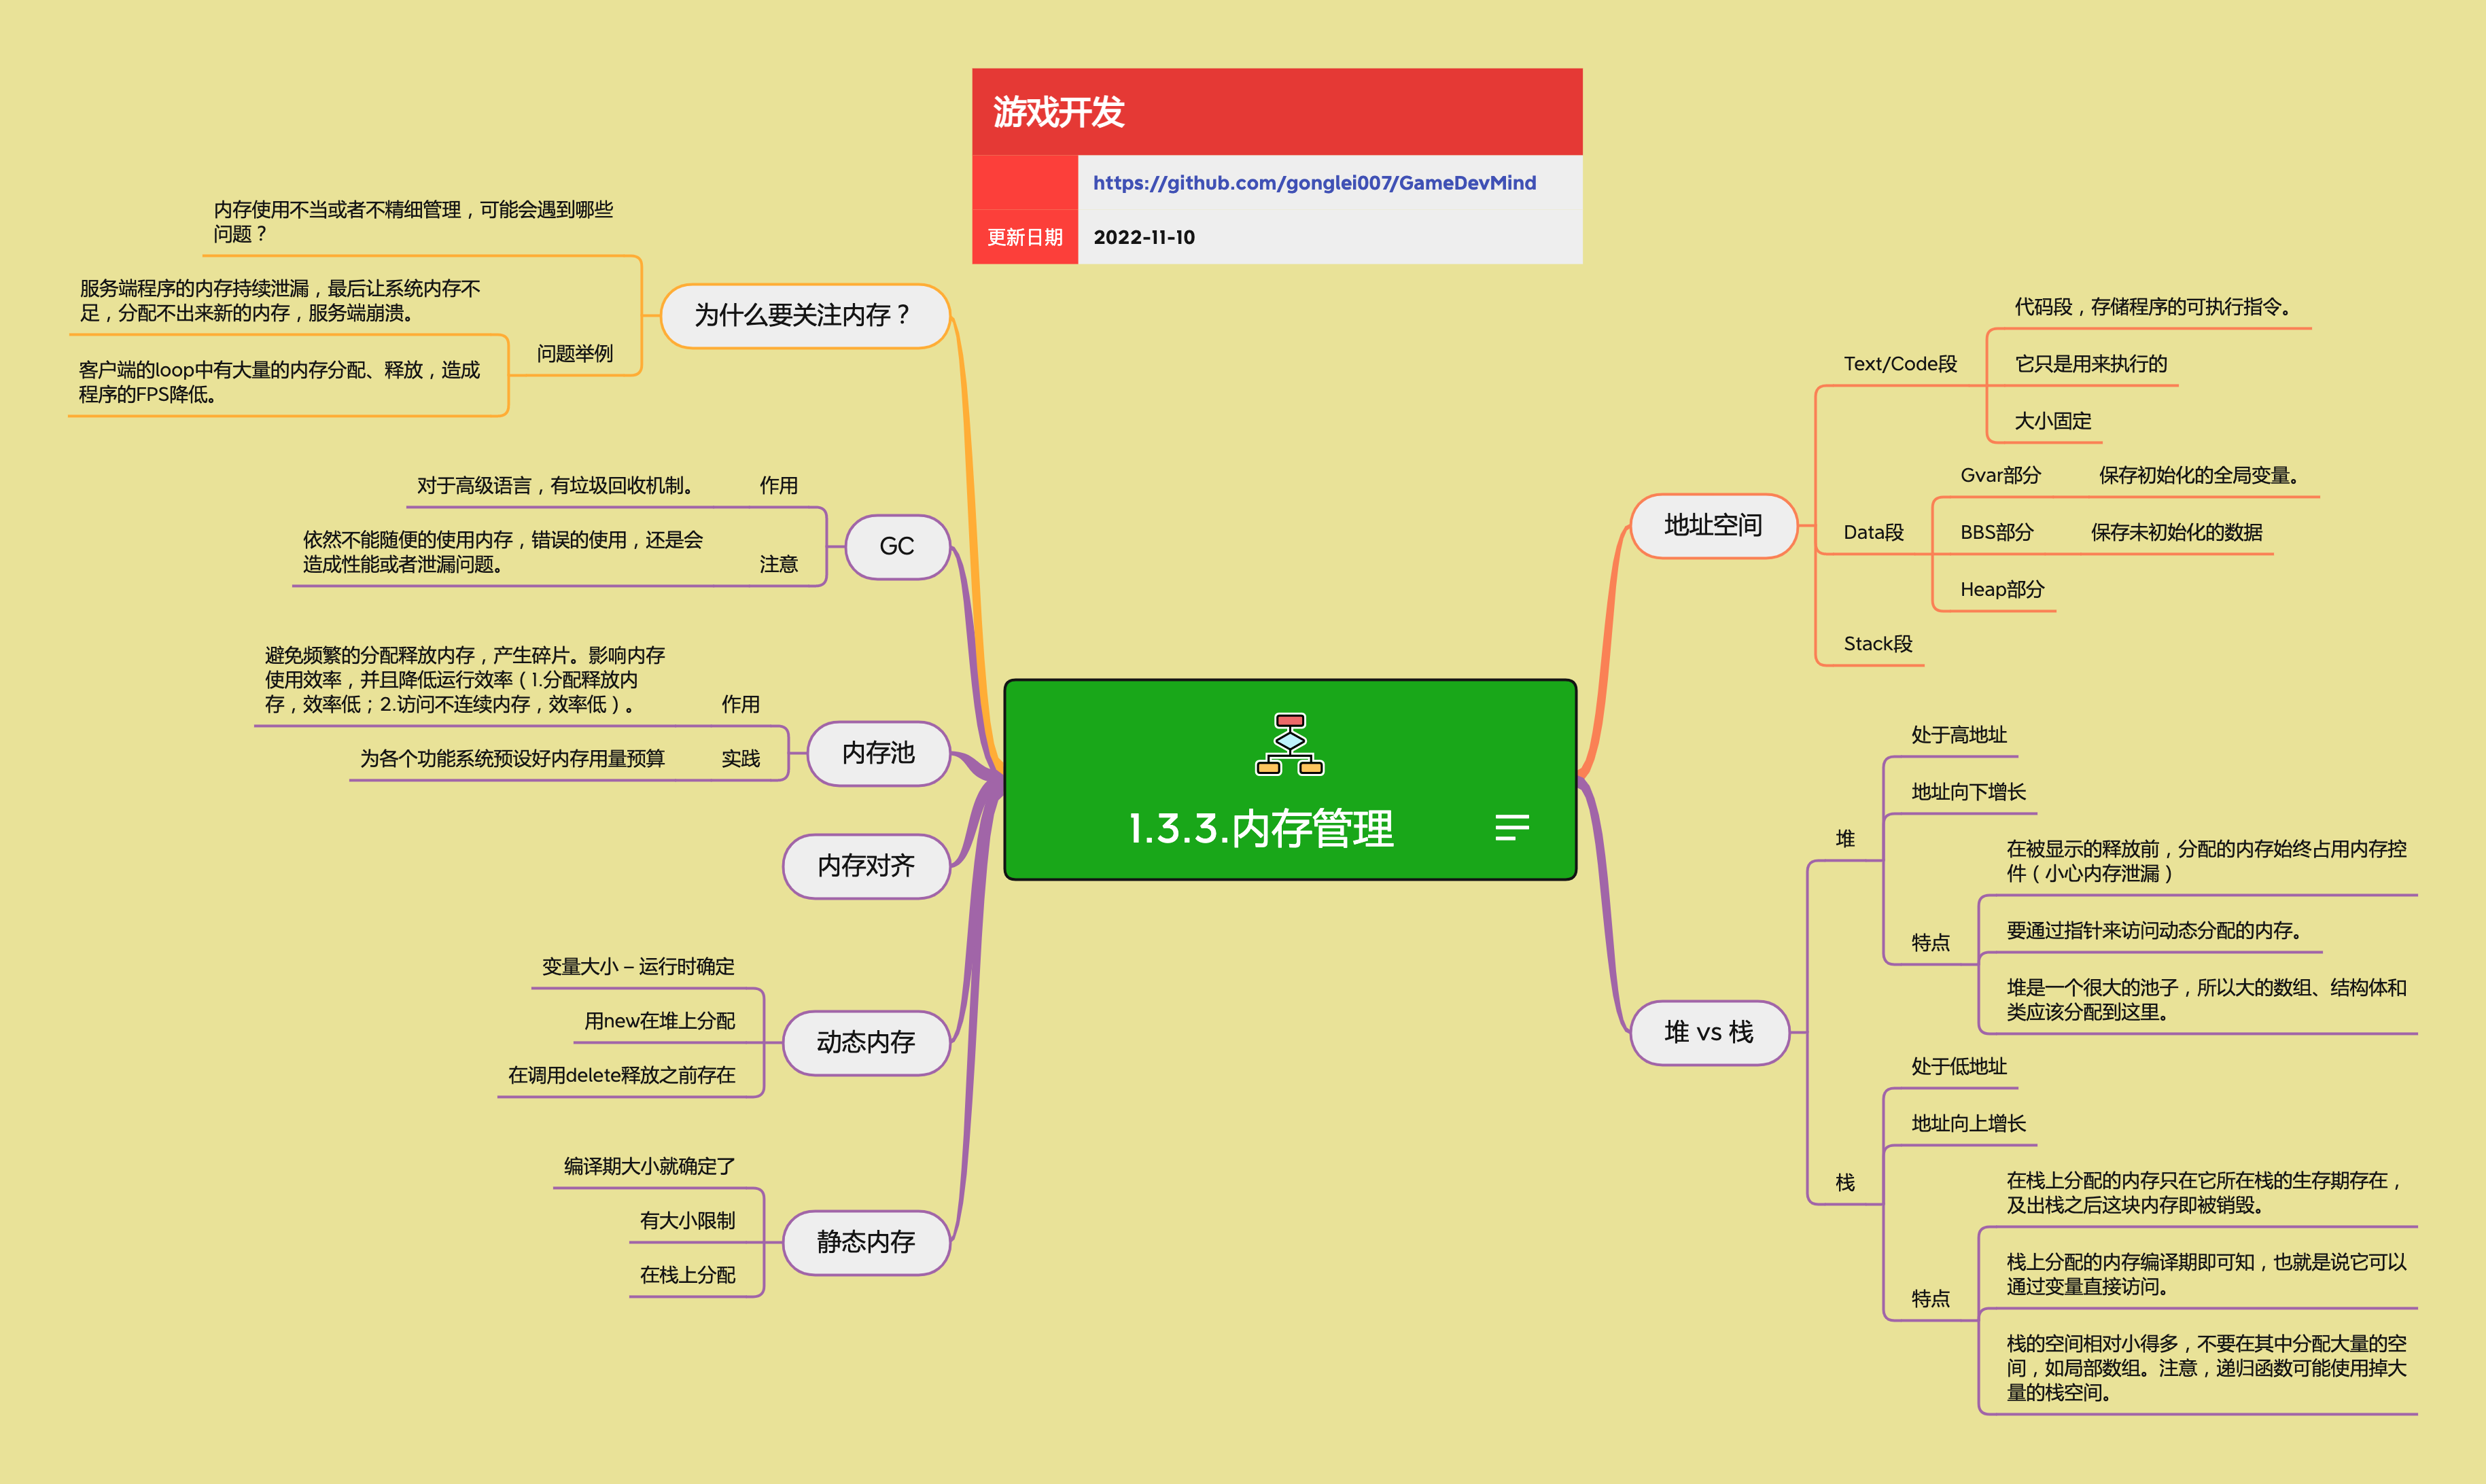 游戏开发
https://github.com/gonglei007/GameDevMind
更新日期
2022-11-10
1.3.3.内存管理
为什么要关注内存？
内存使用不当或者不精细管理，可能会遇到哪些
问题？
问题举例
服务端程序的内存持续泄漏，最后让系统内存不
足，分配不出来新的内存，服务端崩溃。
客户端的loop中有大量的内存分配、释放，造成
程序的FPS降低。
GC
作用
对于高级语言，有垃圾回收机制。
注意
依然不能随便的使用内存，错误的使用，还是会
造成性能或者泄漏问题。
内存池
作用
避免频繁的分配释放内存，产生碎片。影响内存
使用效率，并且降低运行效率（1.分配释放内
存，效率低；2.访问不连续内存，效率低）。
实践
为各个功能系统预设好内存用量预算
内存对齐
动态内存
变量大小 – 运行时确定
用new在堆上分配
在调用delete释放之前存在
静态内存
编译期大小就确定了
有大小限制
在栈上分配
地址空间
Text/Code段
代码段，存储程序的可执行指令。
它只是用来执行的
大小固定
Data段
Gvar部分
保存初始化的全局变量。
BBS部分
保存未初始化的数据
Heap部分
Stack段
堆 vs 栈
堆
处于高地址
地址向下增长
特点
在被显示的释放前，分配的内存始终占用内存控
件（小心内存泄漏）
要通过指针来访问动态分配的内存。
堆是一个很大的池子，所以大的数组、结构体和
类应该分配到这里。
栈
处于低地址
地址向上增长
特点
在栈上分配的内存只在它所在栈的生存期存在，
及出栈之后这块内存即被销毁。
栈上分配的内存编译期即可知，也就是说它可以
通过变量直接访问。
栈的空间相对小得多，不要在其中分配大量的空
间，如局部数组。注意，递归函数可能使用掉大
量的栈空间。